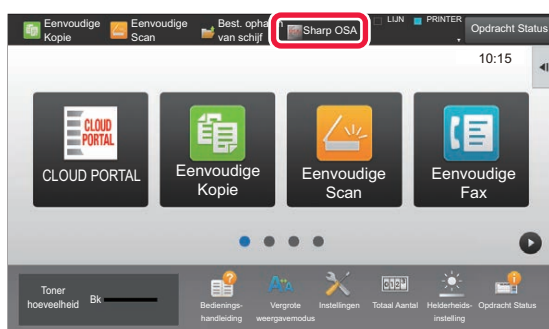 Eenvoudige
Kopie
Eenvoudige
Scan
Best. opha
van schijf
Sharp OSA
LIJN
PRINTER
Opdracht Status
10:15
CLOUD
PORTAL
CLOUD PORTAL
Eenvoudige
Kopie
Eenvoudige
Scan
Eenvoudige
Fax
Toner
hoeveelheid
Bk
Bedienings-
handleiding
Vergrote
weergavemodus
Instellingen
Totaal Aantal
Helderheids-
instelling
Opdracht Status